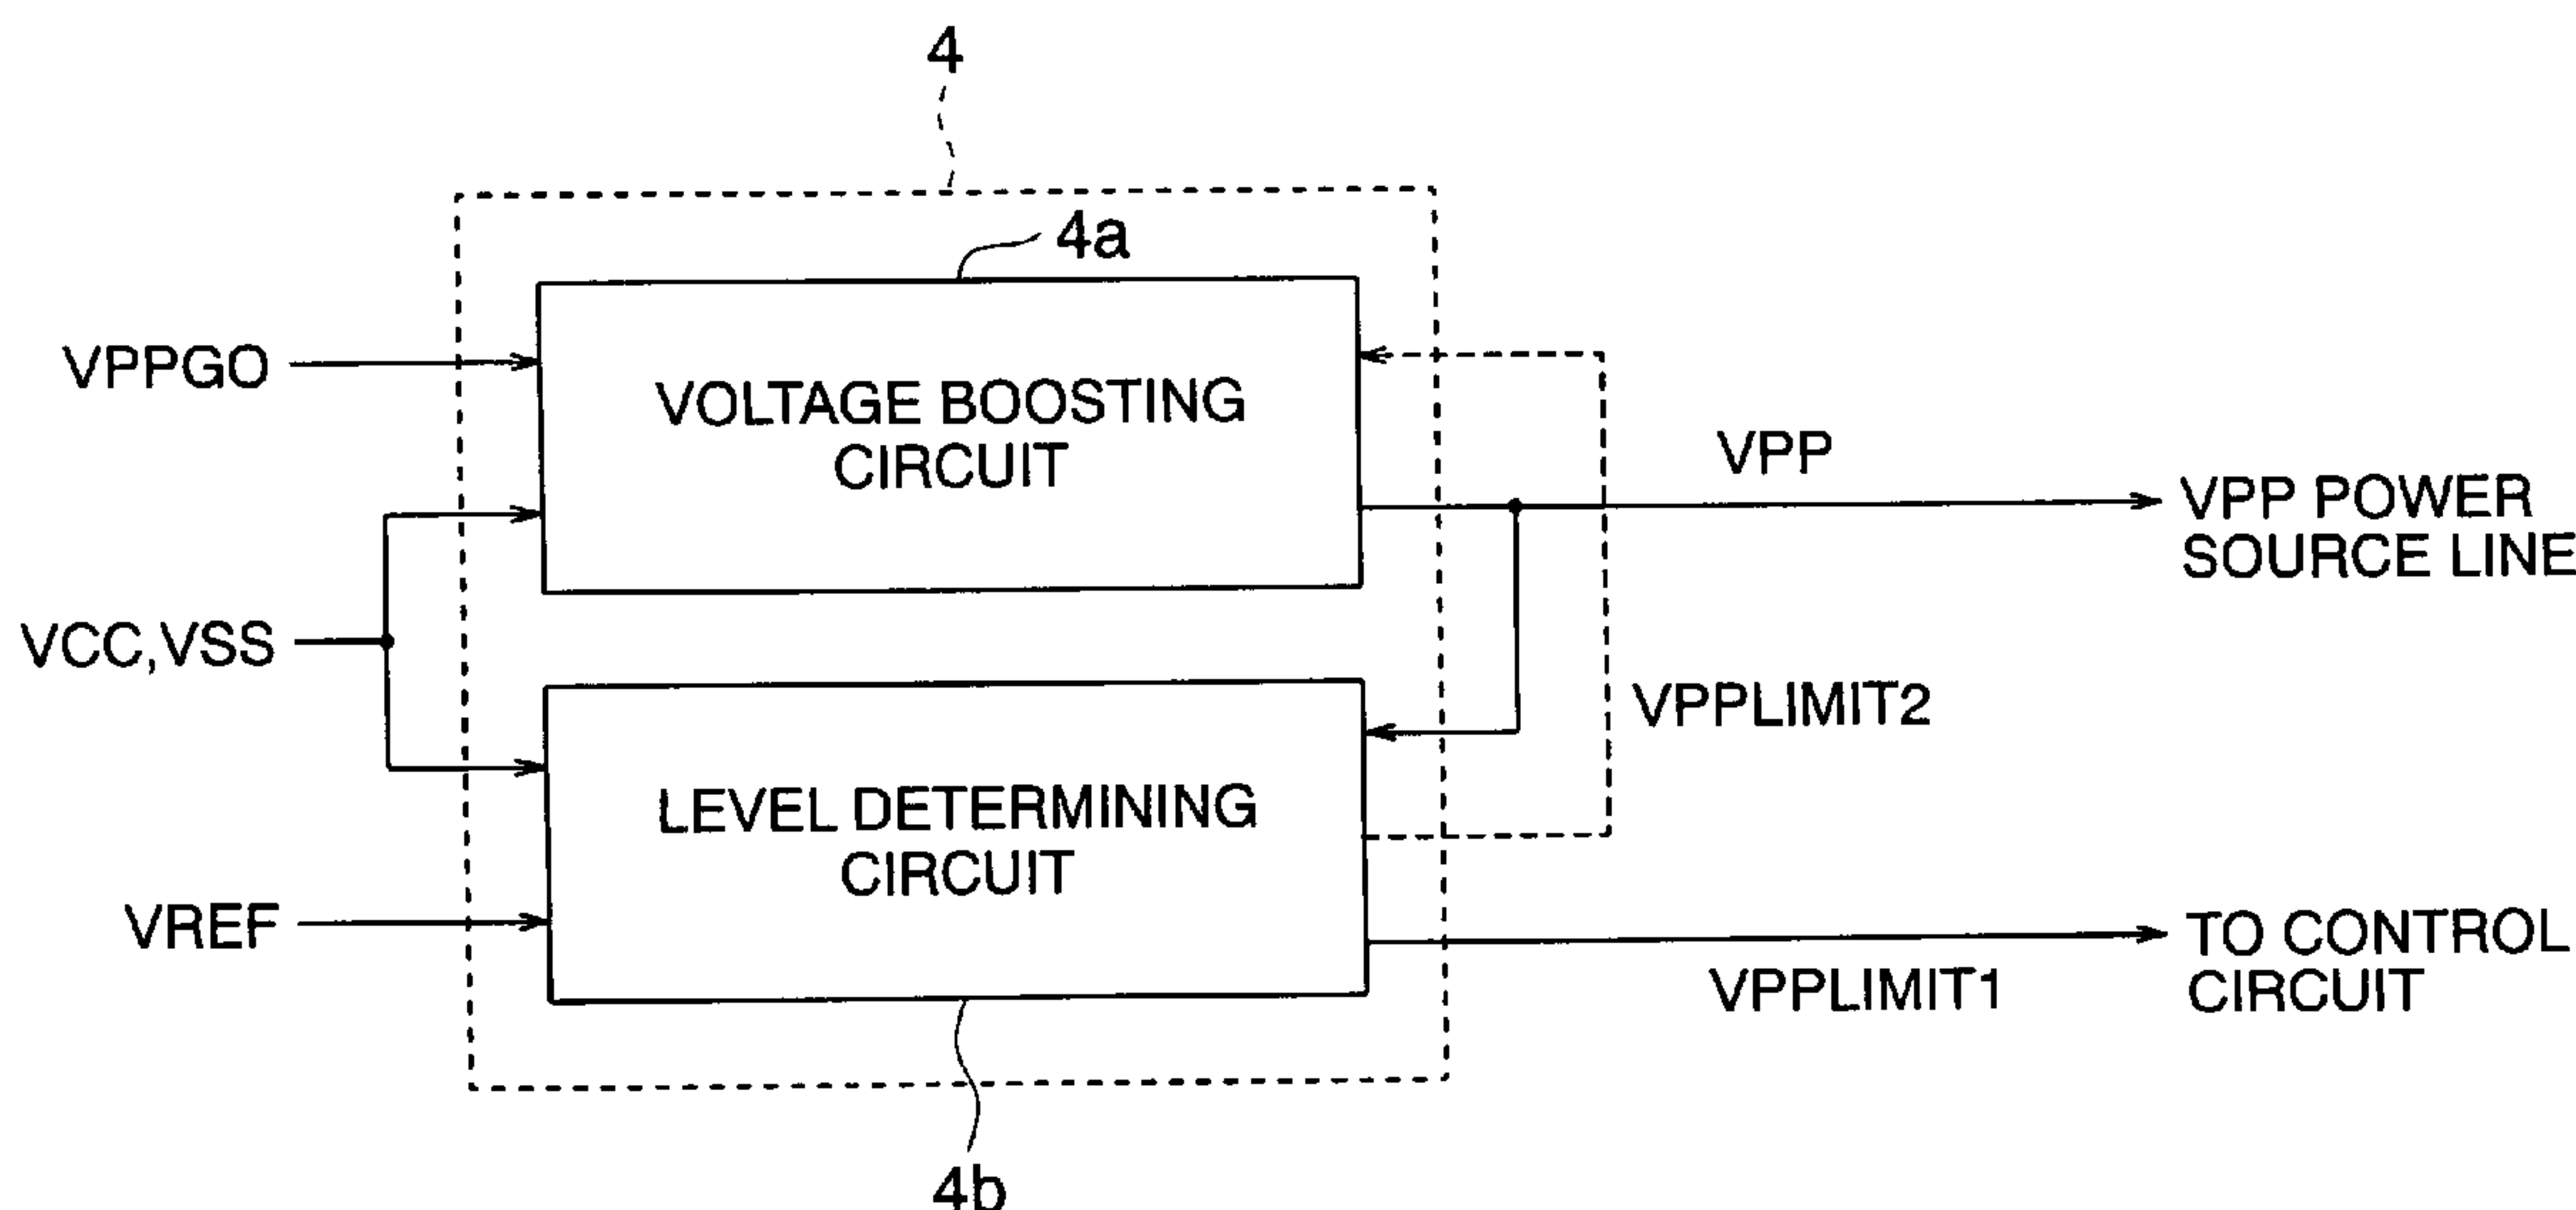 4
4a
VPPGO
VOLTAGE BOOSTING
CIRCUIT
VPP
VPP POWER
SOURCE LINE
VCC,VSS
VPPLIMIT2
LEVEL DETERMINING
CIRCUIT
VREF
TO CONTROL
CIRCUIT
VPPLIMIT1
4b